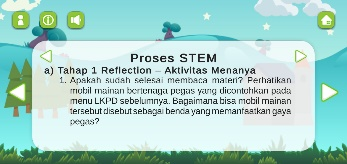 Proses STEM
a) Tahap 1 Reflection – Aktivitas Menanya
1. Apakah sudah selesai membaca materi? Perhatikan
mobil mainan bertenaga pegas yang dicontohkan pada
menu LKPD sebelumnya. Bagaimana bisa mobil mainan
tersebut disebut sebagai benda yang memanfaatkan gaya
pegas?